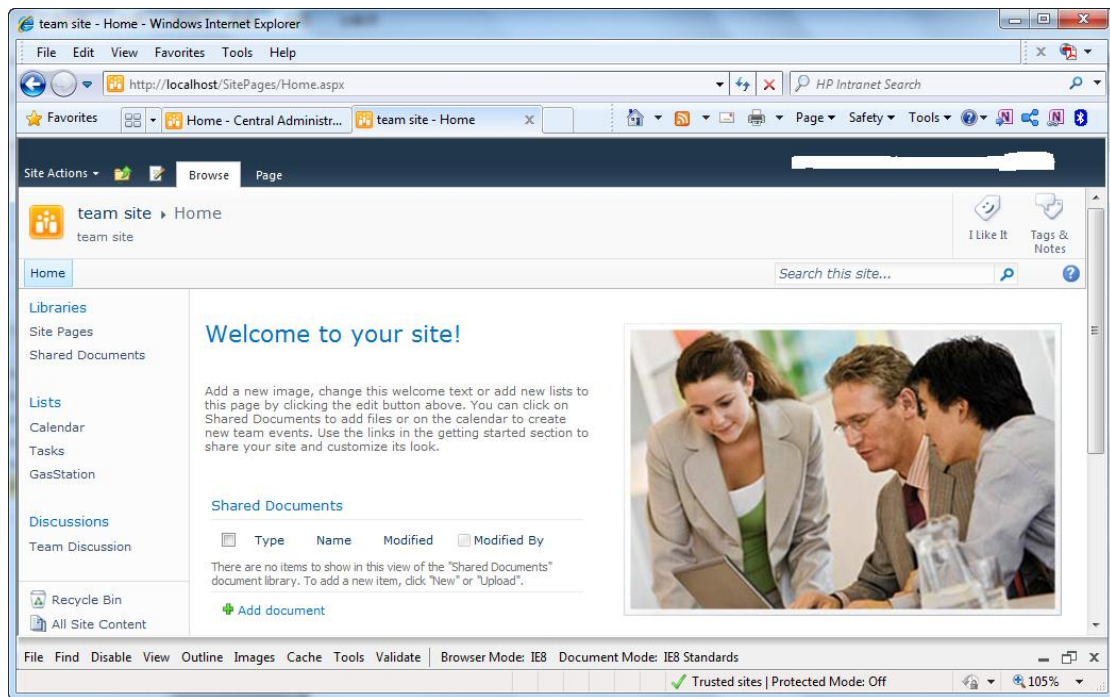 team site - Home - Windows Internet Explorer
File Edit View Favorites Tools Help
http://localhost/SitePages/Home.aspx
HP Intranet Search
Favorites
Home - Central Administr...
team site - Home
Page
Safety
Tools
Site Actions
Browse
Page
team site ▸ Home
team site
I Like It
Tags &
Notes
Home
Search this site...
Libraries
Site Pages
Shared Documents
Lists
Calendar
Tasks
GasStation
Discussions
Team Discussion
Recycle Bin
All Site Content
Welcome to your site!
Add a new image, change this welcome text or add new lists to
this page by clicking the edit button above. You can click on
Shared Documents to add files or on the calendar to create
new team events. Use the links in the getting started section to
share your site and customize its look.
Shared Documents
Type Name Modified Modified By
There are no items to show in this view of the "Shared Documents"
document library. To add a new item, click "New" or "Upload".
Add document
File Find Disable View Outline Images Cache Tools Validate Browser Mode: IE8 Document Mode: IE8 Standards
Trusted sites | Protected Mode: Off
105%